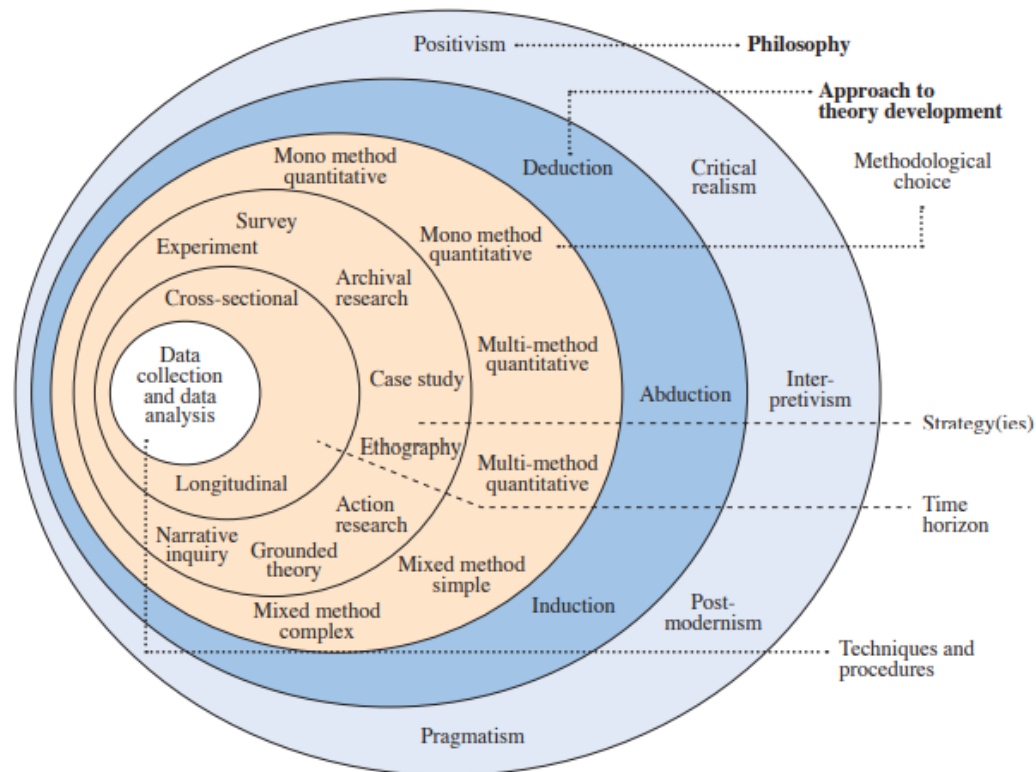 Positivism
Philosophy
Approach to
theory development
Deduction
Critical
realism
Methodological
choice
Mono method
quantitative
Mono method
quantitative
Survey
Experiment
Archival
research
Cross-sectional
Data
collection
and data
analysis
Case study
Multi-method
quantitative
Abduction
Inter-
pretivism
Strategy(ies)
Ethography
Multi-method
quantitative
Longitudinal
Time
horizon
Action
research
Narrative
inquiry
Grounded
theory
Mixed method
simple
Mixed method
complex
Induction
Post-
modernism
Techniques and
procedures
Pragmatism